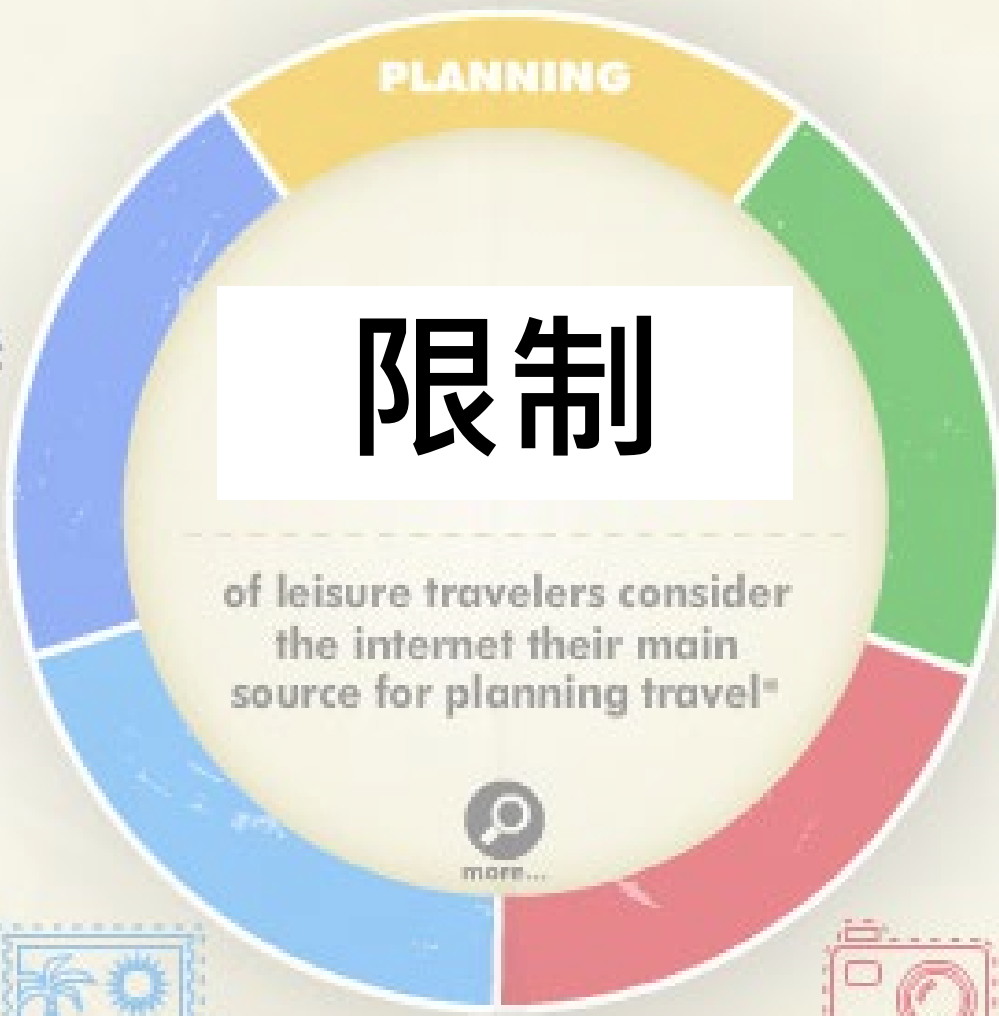 PLANNING
限制
of leisure travelers consider
the internet their main
source for planning travel
more...